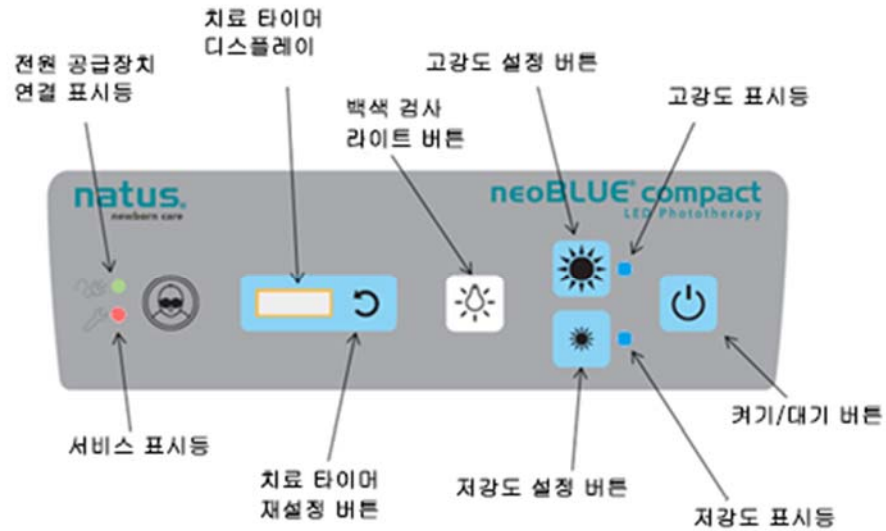 치료 타이머
디스플레이
전원 공급장치
연결 표시등
고강도 설정 버튼
고강도 표시등
백색 검사
라이트 버튼
natus.
newborn care
neoBLUE® compact
LED Phototherapy
서비스 표시등
치료 타이머
재설정 버튼
저강도 설정 버튼
켜기/대기 버튼
저강도 표시등